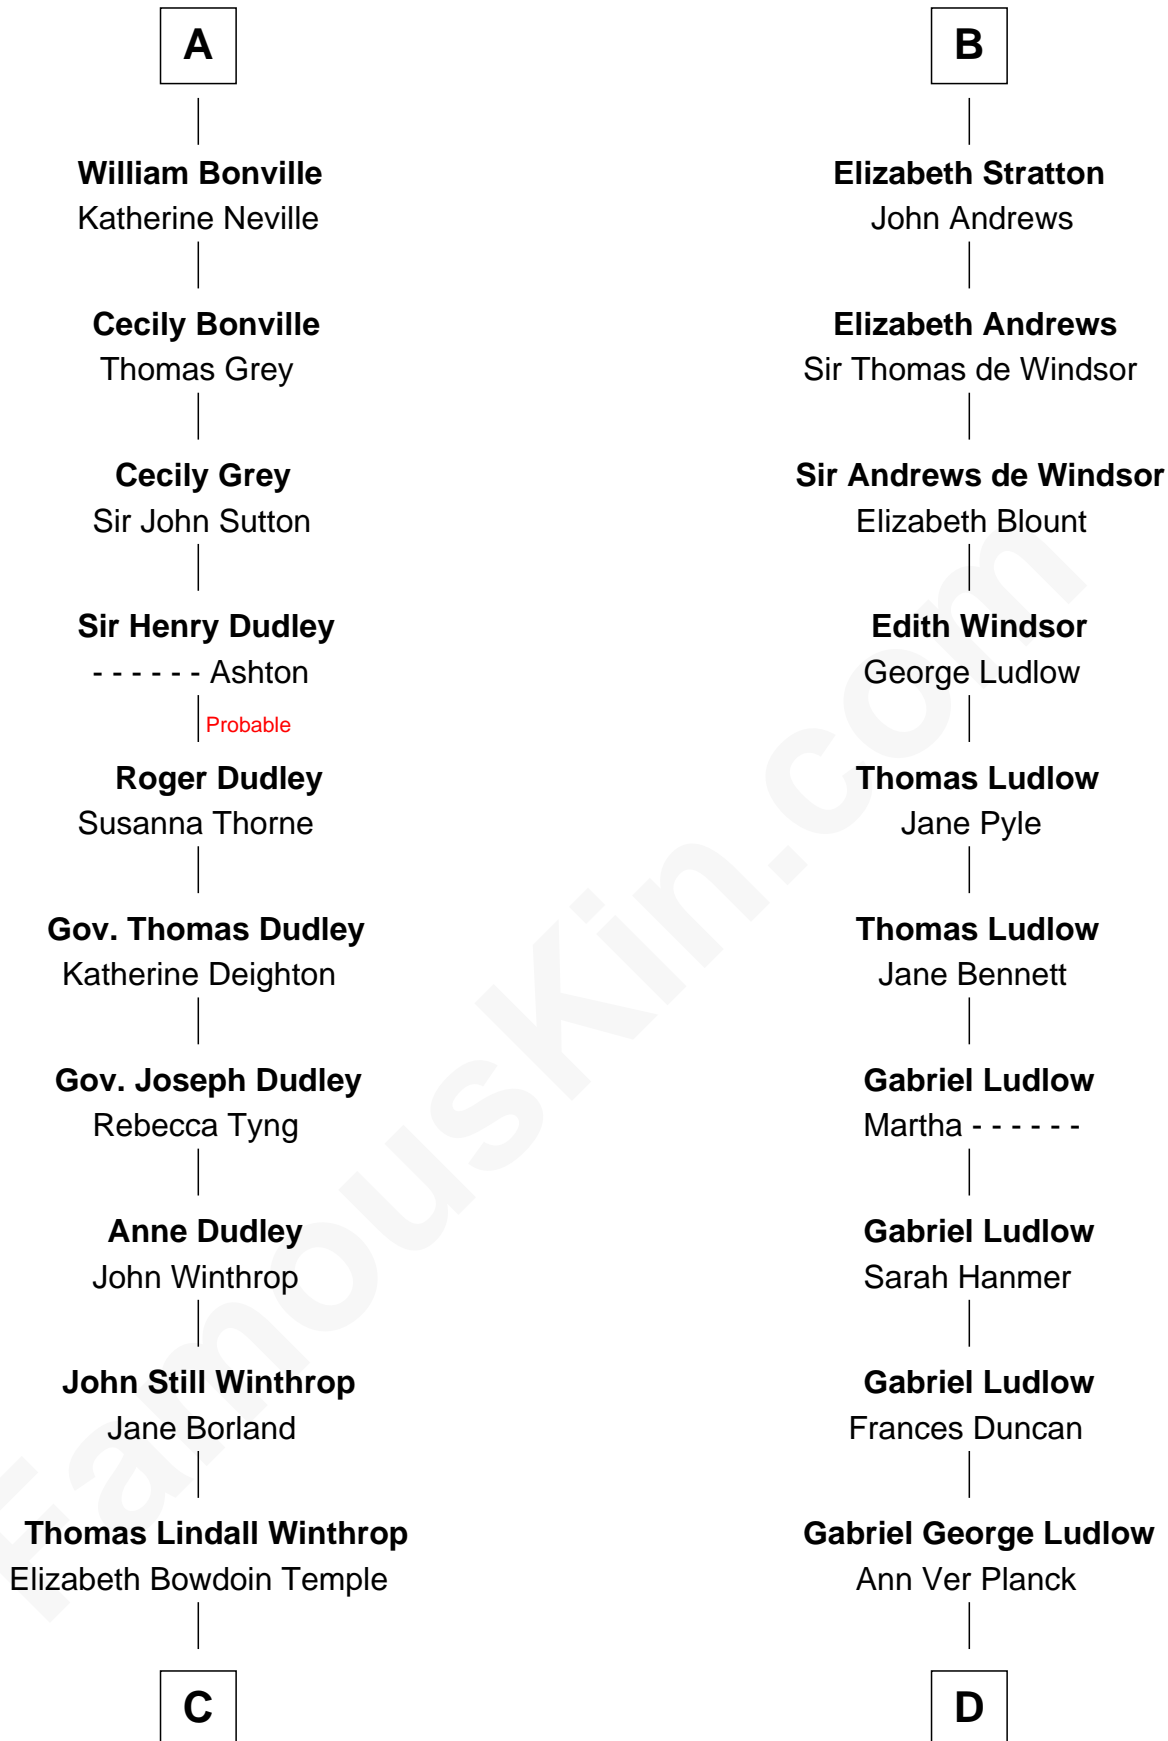 A
William Bonville
Katherine Neville
Cecily Bonville
Thomas Grey
Cecily Grey
Sir John Sutton
Sir Henry Dudley
- - - - - - Ashton
Probable
Roger Dudley
Susanna Thorne
Gov. Thomas Dudley
Katherine Deighton
Gov. Joseph Dudley
Rebecca Tyng
Anne Dudley
John Winthrop
John Still Winthrop
Jane Borland
Thomas Lindall Winthrop
Elizabeth Bowdoin Temple
C
B
Elizabeth Stratton
John Andrews
Elizabeth Andrews
Sir Thomas de Windsor
Sir Andrews de Windsor
Elizabeth Blount
Edith Windsor
George Ludlow
Thomas Ludlow
Jane Pyle
Thomas Ludlow
Jane Bennett
Gabriel Ludlow
Martha - - - - - -
Gabriel Ludlow
Sarah Hanmer
Gabriel Ludlow
Frances Duncan
Gabriel George Ludlow
Ann Ver Planck
D
FamousKin.com